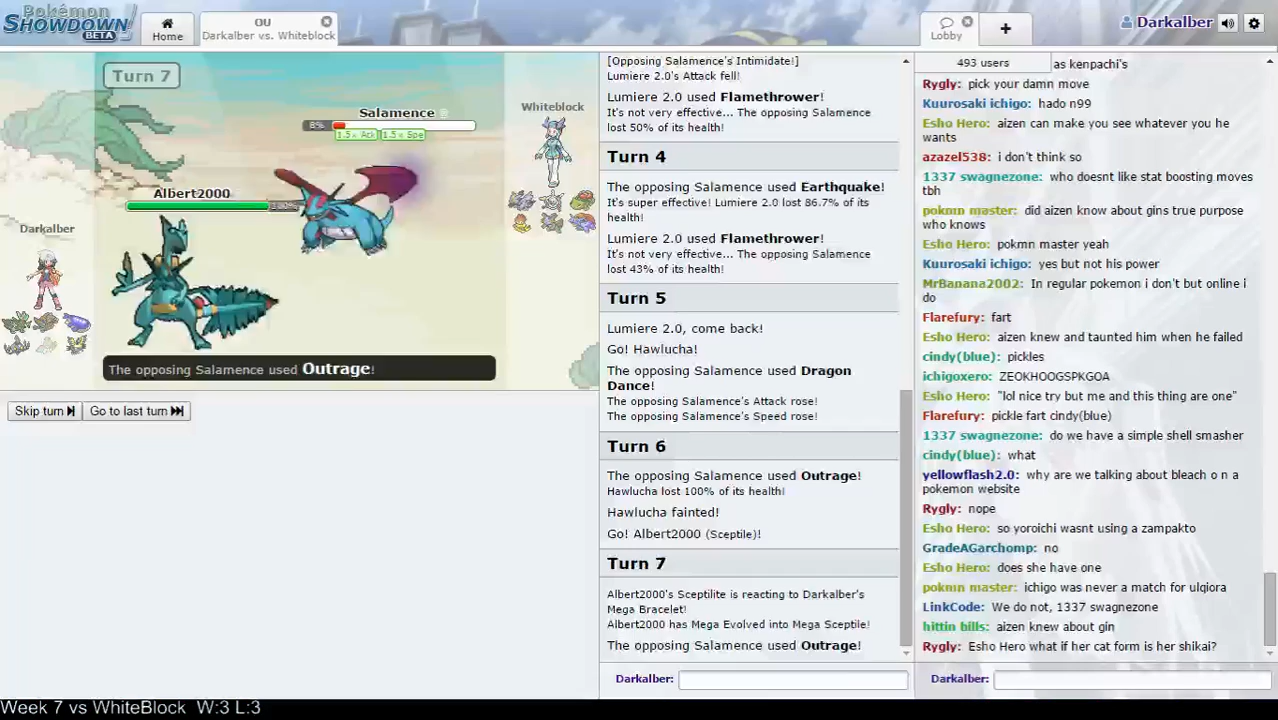 Pokémon
SHOWDOWN
BETA
Home
OU
Darkalber vs. Whiteblock
Lobby
+
Darkalber
Turn 7
Salamence
8%
1.5× Atk 1.5× Spe
Whiteblock
Albert2000
Darkalber
The opposing Salamence used Outrage!
Skip turn
Go to last turn
[Opposing Salamence's Intimidate!]
Lumiere 2.0's Attack fell!
Lumiere 2.0 used Flamethrower!
It's not very effective... The opposing Salamence
lost 50% of its health!
Turn 4
The opposing Salamence used Earthquake!
It's super effective! Lumiere 2.0 lost 86.7% of its
health!
Lumiere 2.0 used Flamethrower!
It's not very effective... The opposing Salamence
lost 43% of its health!
Turn 5
Lumiere 2.0, come back!
Go! Hawlucha!
The opposing Salamence used Dragon
Dance!
The opposing Salamence's Attack rose!
The opposing Salamence's Speed rose!
Turn 6
The opposing Salamence used Outrage!
Hawlucha lost 100% of its health!
Hawlucha fainted!
Go! Albert2000 (Sceptile)!
Turn 7
Albert2000's Sceptilite is reacting to Darkalber's
Mega Bracelet!
Albert2000 has Mega Evolved into Mega Sceptile!
The opposing Salamence used Outrage!
Darkalber:
493 users
as kenpachi's
Rygly: pick your damn move
Kuurosaki ichigo: hado n99
Esho Hero: aizen can make you see whatever you he
wants
azazel538: i don't think so
1337 swagnezone: who doesnt like stat boosting moves
tbh
pokmn master: did aizen know about gins true purpose
who knows
Esho Hero: pokmn master yeah
Kuurosaki ichigo: yes but not his power
MrBanana2002: In regular pokemon i don't but online i
do
Flarefury: fart
Esho Hero: aizen knew and taunted him when he failed
cindy(blue): pickles
ichigoxero: ZEOKHOOGSPKGOA
Esho Hero: "lol nice try but me and this thing are one"
Flarefury: pickle fart cindy(blue)
1337 swagnezone: do we have a simple shell smasher
cindy(blue): what
yellowflash2.0: why are we talking about bleach o n a
pokemon website
Rygly: nope
Esho Hero: so yoroichi wasnt using a zampakto
GradeAGarchomp: no
Esho Hero: does she have one
pokmn master: ichigo was never a match for ulqiora
LinkCode: We do not, 1337 swagnezone
hittin bills: aizen knew about gin
Rygly: Esho Hero what if her cat form is her shikai?
Darkalber:
Week 7 vs WhiteBlock W:3 L:3